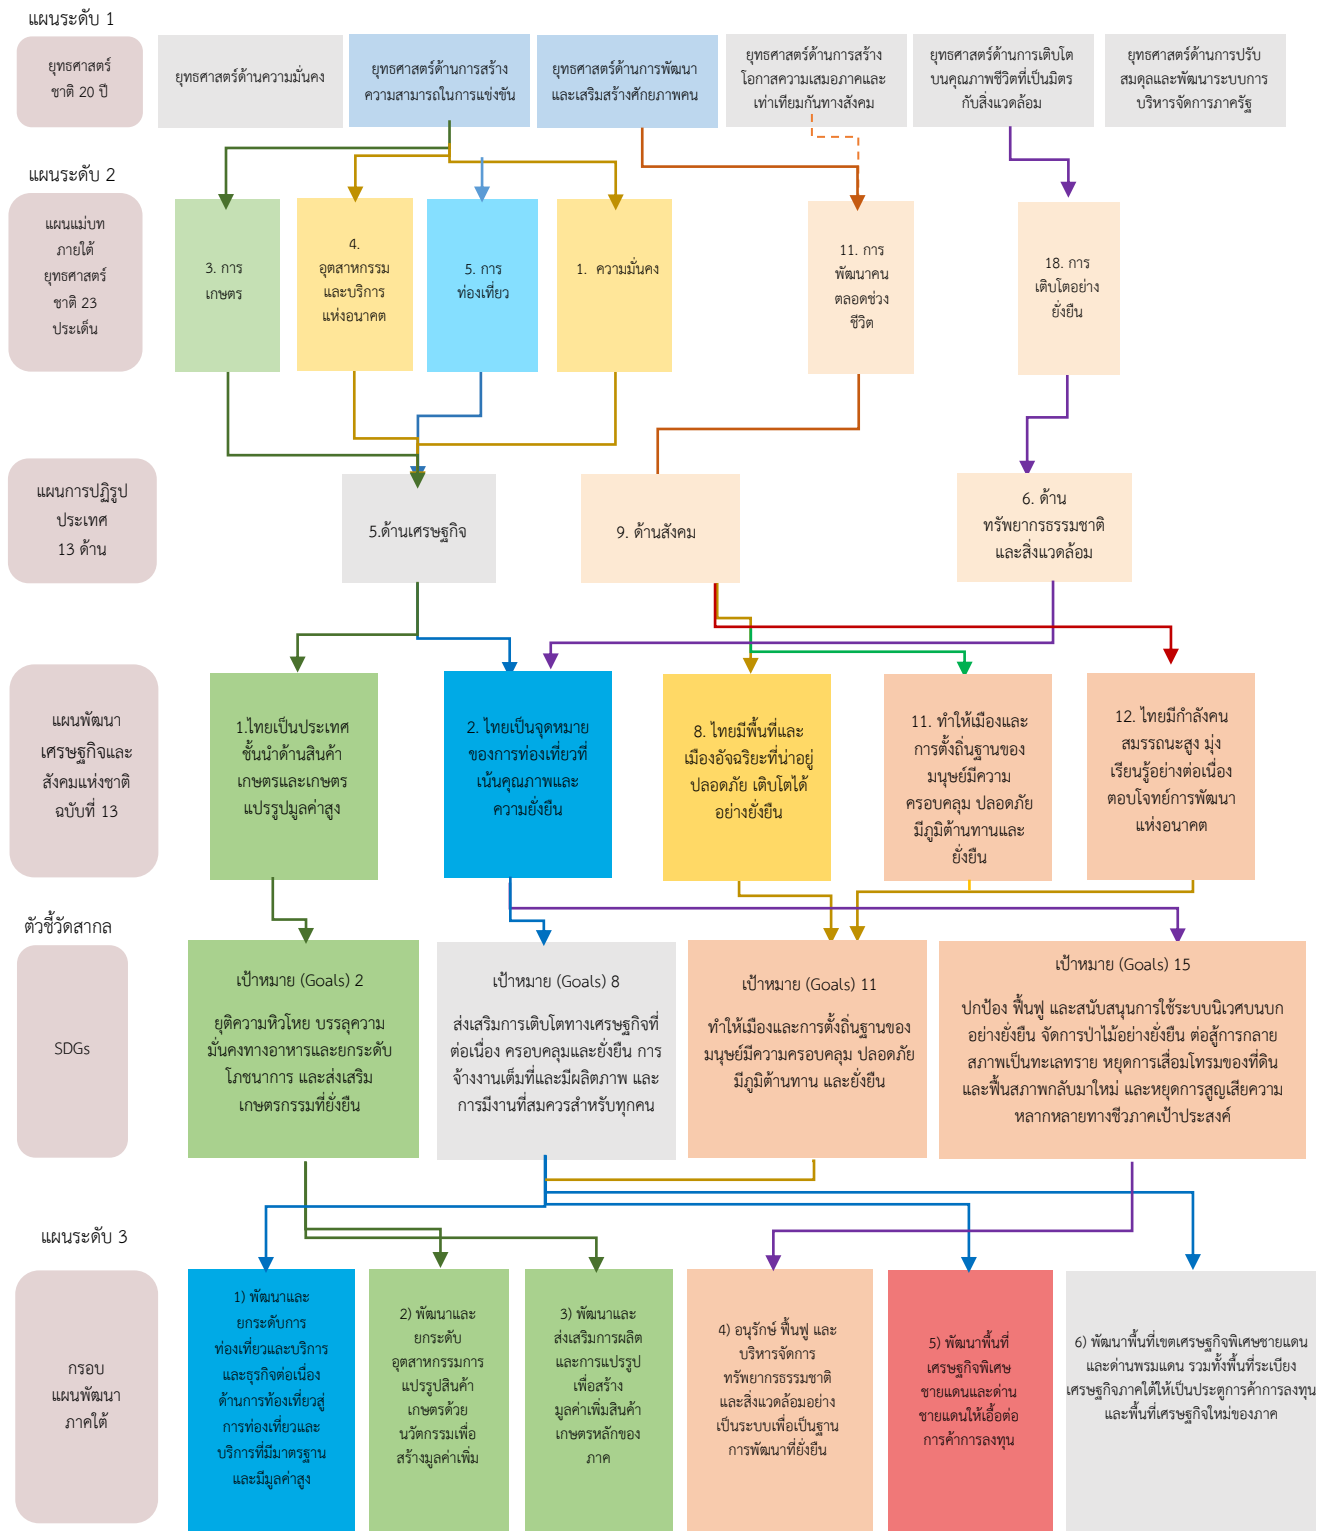 แผนระดับ 1
ยุทธศาสตร์
ชาติ 20 ปี
ยุทธศาสตร์ด้านความมั่นคง
ยุทธศาสตร์ด้านการสร้าง
ความสามารถในการแข่งขัน
ยุทธศาสตร์ด้านการพัฒนา
และเสริมสร้างศักยภาพคน
ยุทธศาสตร์ด้านการสร้าง
โอกาสความเสมอภาคและ
เท่าเทียมกันทางสังคม
ยุทธศาสตร์ด้านการเติบโต
บนคุณภาพชีวิตที่เป็นมิตร
กับสิ่งแวดล้อม
ยุทธศาสตร์ด้านการปรับ
สมดุลและพัฒนาระบบการ
บริหารจัดการภาครัฐ
แผนระดับ 2
แผนแม่บท
ภายใต้
ยุทธศาสตร์
ชาติ 23
ประเด็น
3. การ
เกษตร
4.
อุตสาหกรรม
และบริการ
แห่งอนาคต
5. การ
ท่องเที่ยว
1. ความมั่นคง
11. การ
พัฒนาคน
ตลอดช่วง
ชีวิต
18. การ
เติบโตอย่าง
ยั่งยืน
แผนการปฏิรูป
ประเทศ
13 ด้าน
5.ด้านเศรษฐกิจ
9. ด้านสังคม
6. ด้าน
ทรัพยากรธรรมชาติ
และสิ่งแวดล้อม
แผนพัฒนา
เศรษฐกิจและ
สังคมแห่งชาติ
ฉบับที่ 13
1.ไทยเป็นประเทศ
ชั้นนำด้านสินค้า
เกษตรและเกษตร
แปรรูปมูลค่าสูง
2. ไทยเป็นจุดหมาย
ของการท่องเที่ยวที่
เน้นคุณภาพและ
ความยั่งยืน
8. ไทยมีพื้นที่และ
เมืองอัจฉริยะที่น่าอยู่
ปลอดภัย เติบโตได้
อย่างยั่งยืน
11. ทำให้เมืองและ
การตั้งถิ่นฐานของ
มนุษย์มีความ
ครอบคลุม ปลอดภัย
มีภูมิต้านทานและ
ยั่งยืน
12. ไทยมีกำลังคน
สมรรถนะสูง มุ่ง
เรียนรู้อย่างต่อเนื่อง
ตอบโจทย์การพัฒนา
แห่งอนาคต
ตัวชี้วัดสากล
SDGs
เป้าหมาย (Goals) 2
ยุติความหิวโหย บรรลุความ
มั่นคงทางอาหารและยกระดับ
โภชนาการ และส่งเสริม
เกษตรกรรมที่ยั่งยืน
เป้าหมาย (Goals) 8
ส่งเสริมการเติบโตทางเศรษฐกิจที่
ต่อเนื่อง ครอบคลุมและยั่งยืน การ
จ้างงานเต็มที่และมีผลิตภาพ และ
การมีงานที่สมควรสำหรับทุกคน
เป้าหมาย (Goals) 11
ทำให้เมืองและการตั้งถิ่นฐานของ
มนุษย์มีความครอบคลุม ปลอดภัย
มีภูมิต้านทาน และยั่งยืน
เป้าหมาย (Goals) 15
ปกป้อง ฟื้นฟู และสนับสนุนการใช้ระบบนิเวศบนบก
อย่างยั่งยืน จัดการป่าไม้อย่างยั่งยืน ต่อสู้การกลาย
สภาพเป็นทะเลทราย หยุดการเสื่อมโทรมของที่ดิน
และฟื้นสภาพกลับมาใหม่ และหยุดการสูญเสียความ
หลากหลายทางชีวภาคเป้าประสงค์
แผนระดับ 3
กรอบ
แผนพัฒนา
ภาคใต้
1) พัฒนาและ
ยกระดับการ
ท่องเที่ยวและบริการ
และธุรกิจต่อเนื่อง
ด้านการท้องเที่ยวสู่
การท่องเที่ยวและ
บริการที่มีมาตรฐาน
และมีมูลค่าสูง
2) พัฒนาและ
ยกระดับ
อุตสาหกรรมการ
แปรรูปสินค้า
เกษตรด้วย
นวัตกรรมเพื่อ
สร้างมูลค่าเพิ่ม
3) พัฒนาและ
ส่งเสริมการผลิต
และการแปรรูป
เพื่อสร้าง
มูลค่าเพิ่มสินค้า
เกษตรหลักของ
ภาค
4) อนุรักษ์ ฟื้นฟู และ
บริหารจัดการ
ทรัพยากรธรรมชาติ
และสิ่งแวดล้อมอย่าง
เป็นระบบเพื่อเป็นฐาน
การพัฒนาที่ยั่งยืน
5) พัฒนาพื้นที่
เศรษฐกิจพิเศษ
ชายแดนและด่าน
ชายแดนให้เอื้อต่อ
การค้าการลงทุน
6) พัฒนาพื้นที่เขตเศรษฐกิจพิเศษชายแดน
และด่านพรมแดน รวมทั้งพื้นที่ระเบียง
เศรษฐกิจภาคใต้ให้เป็นประตูการค้าการลงทุน
และพื้นที่เศรษฐกิจใหม่ของภาค